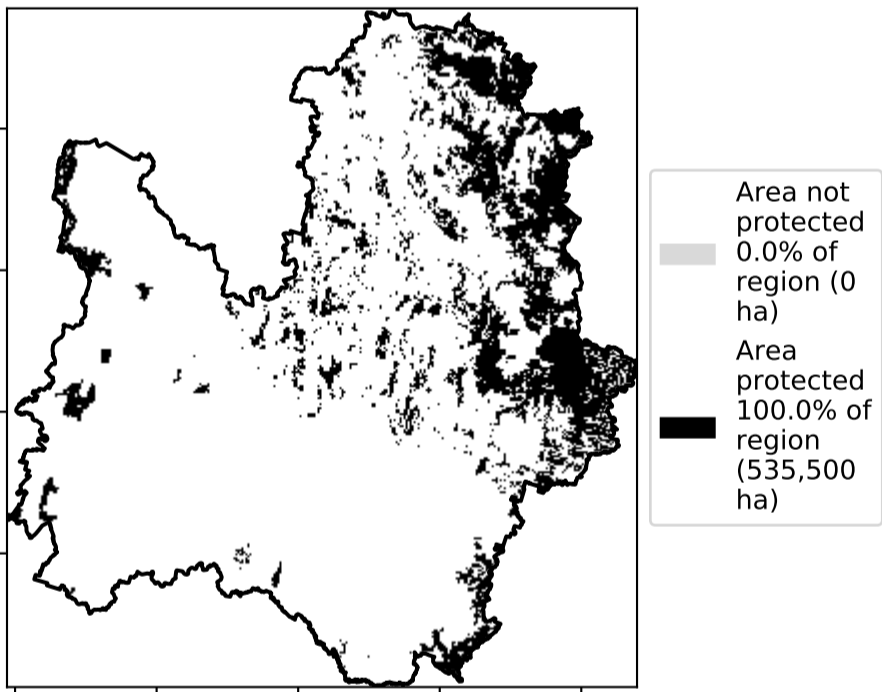 Area not
protected
0.0% of
region (0
ha)
Area
protected
100.0% of
region
(535,500
ha)